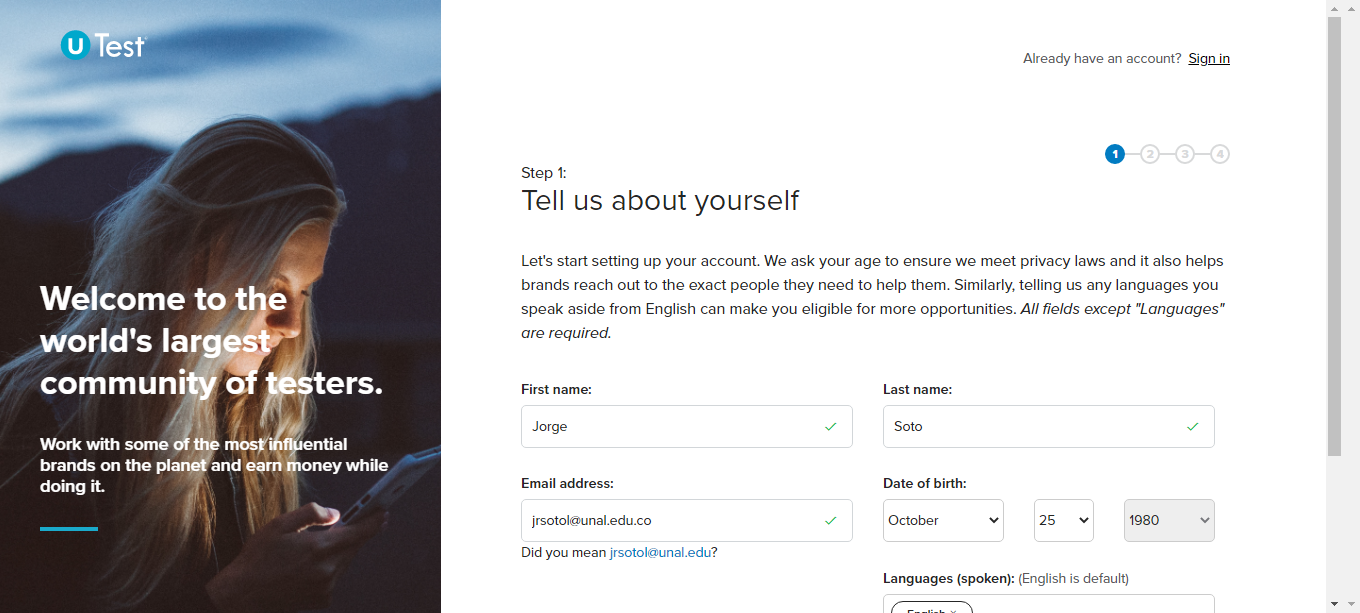 U Test
Already have an account? Sign in
1 2 3 4
Step 1:
Tell us about yourself
Let's start setting up your account. We ask your age to ensure we meet privacy laws and it also helps
brands reach out to the exact people they need to help them. Similarly, telling us any languages you
speak aside from English can make you eligible for more opportunities. All fields except "Languages"
are required.
Welcome to the
world's largest
community of testers.
Work with some of the most influential
brands on the planet and earn money while
doing it.
First name:
Last name:
Jorge
Soto
Email address:
Date of birth:
jrsotol@unal.edu.co
October
25
1980
Did you mean jrsotol@unal.edu?
Languages (spoken): (English is default)
English ×